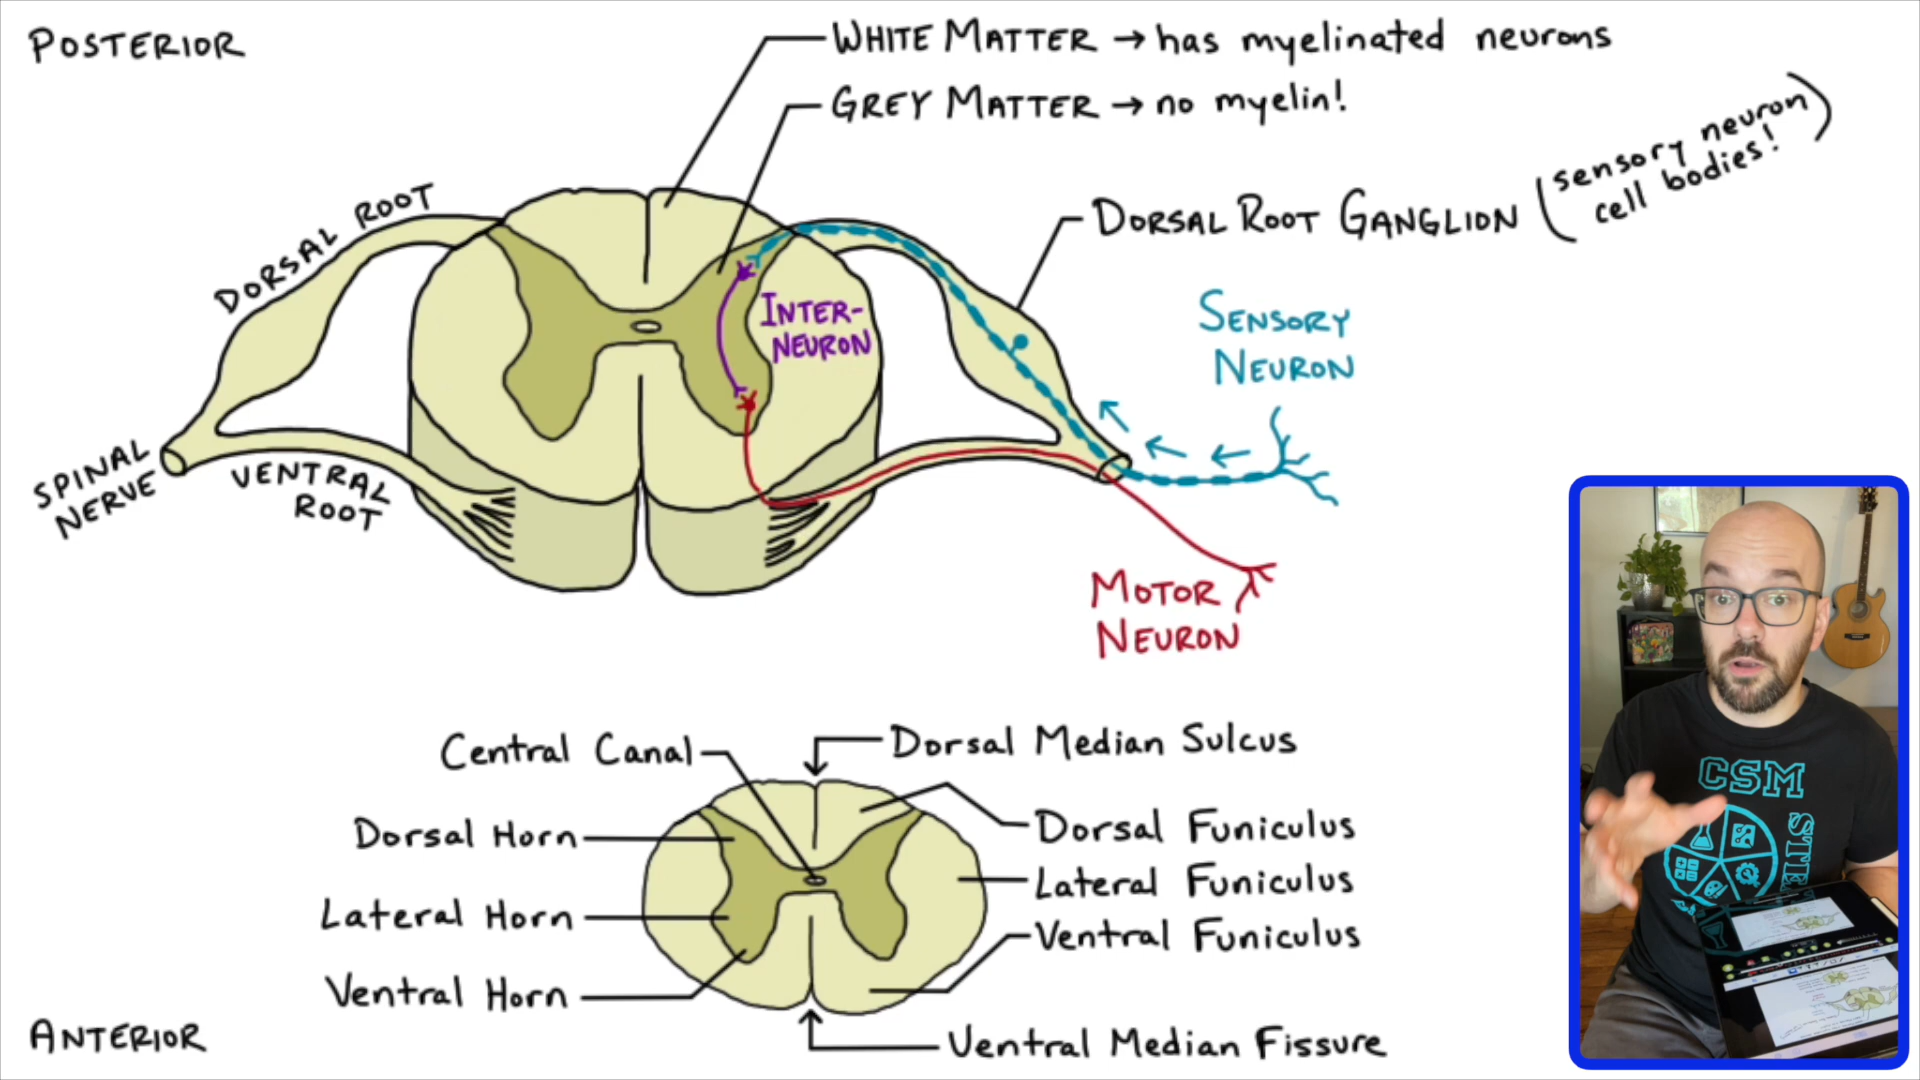 POSTERIOR
WHITE MATTER → has myelinated neurons
GREY MATTER → no myelin!
DORSAL ROOT GANGLION (sensory neuron
cell bodies!)
DORSAL ROOT
INTER-
NEURON
SENSORY
NEURON
SPINAL
NERVE
VENTRAL
ROOT
MOTOR
NEURON
Central Canal
Dorsal Median Sulcus
Dorsal Horn
Dorsal Funiculus
Lateral Horn
Lateral Funiculus
Ventral Funiculus
Ventral Horn
ANTERIOR
Ventral Median Fissure
CSM